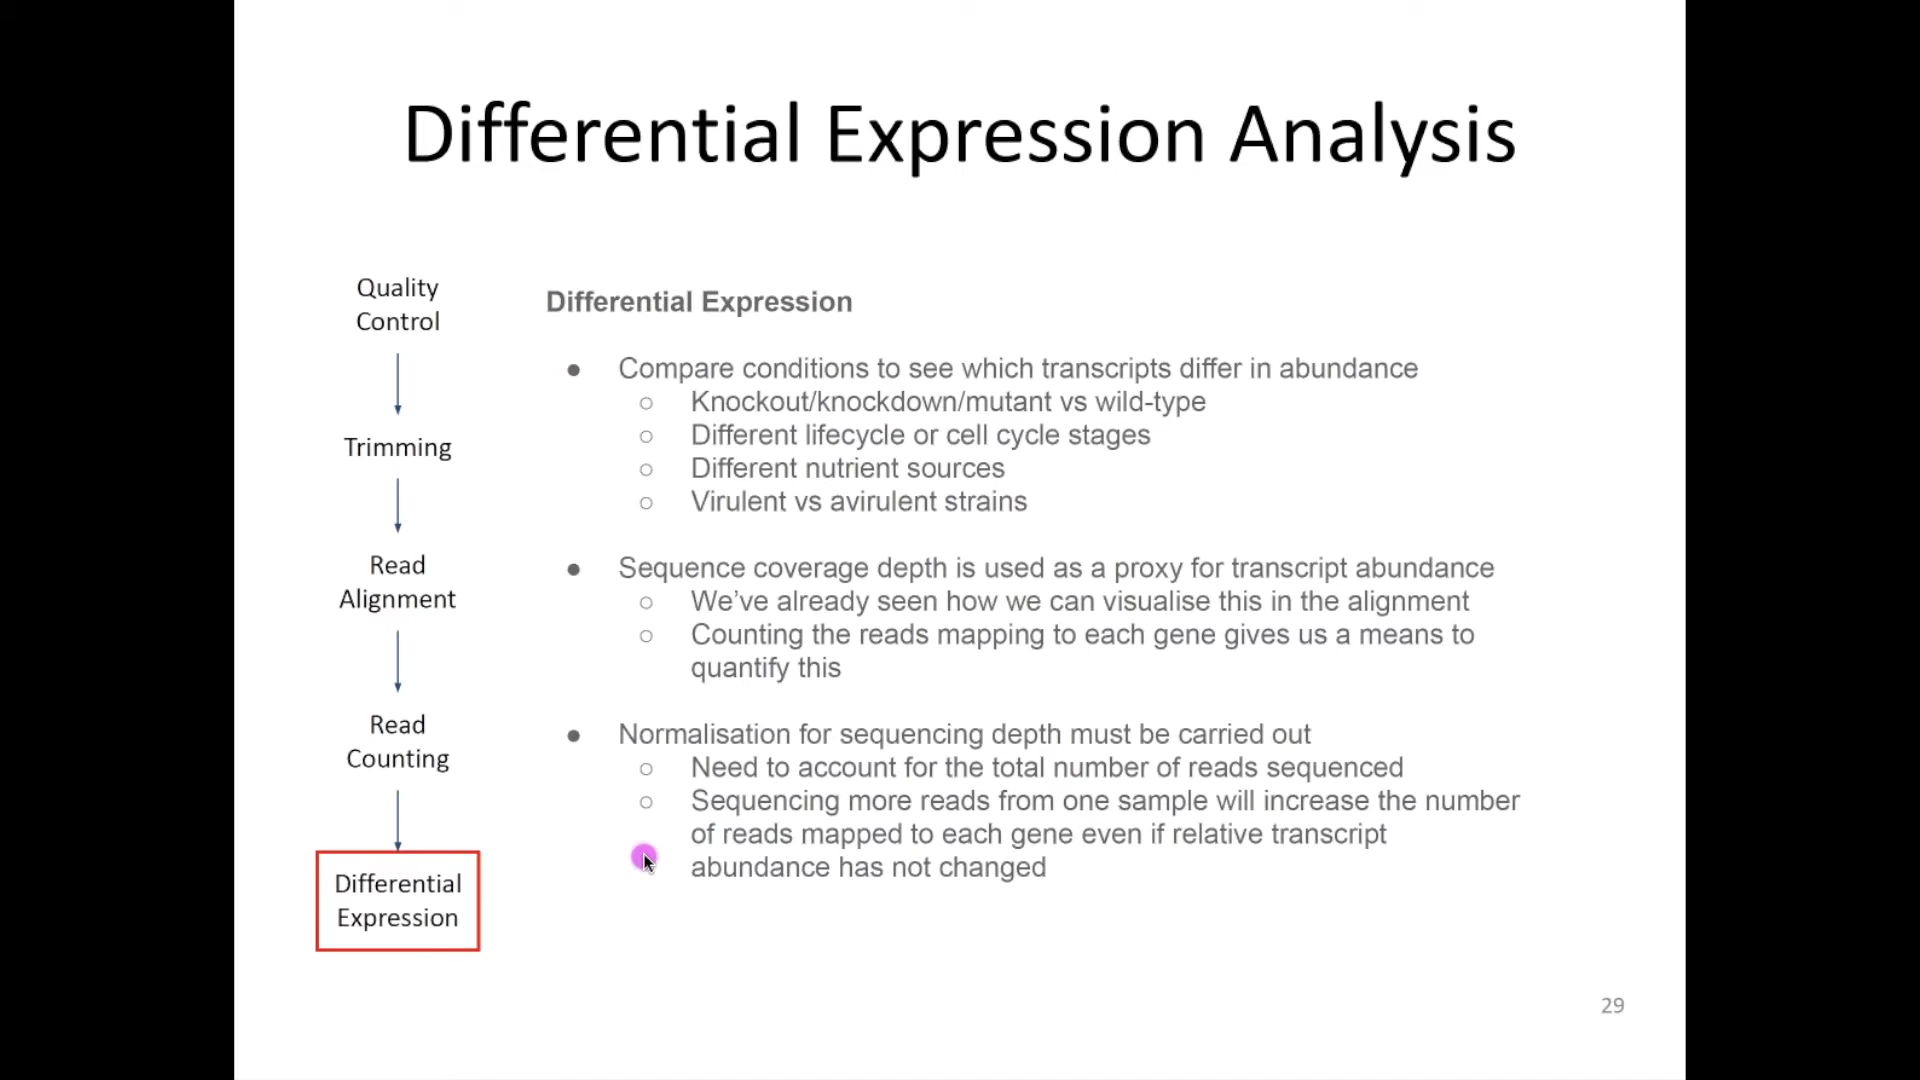 Differential Expression Analysis
Quality
Control
Trimming
Read
Alignment
Read
Counting
Differential
Expression
Differential Expression
● Compare conditions to see which transcripts differ in abundance
○ Knockout/knockdown/mutant vs wild-type
○ Different lifecycle or cell cycle stages
○ Different nutrient sources
○ Virulent vs avirulent strains
● Sequence coverage depth is used as a proxy for transcript abundance
○ We’ve already seen how we can visualise this in the alignment
○ Counting the reads mapping to each gene gives us a means to
quantify this
● Normalisation for sequencing depth must be carried out
○ Need to account for the total number of reads sequenced
○ Sequencing more reads from one sample will increase the number
of reads mapped to each gene even if relative transcript
abundance has not changed
29